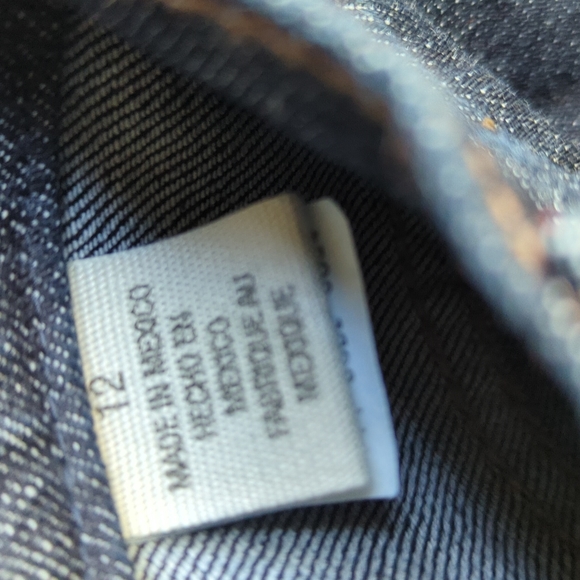 12
MADE IN MEXICO
HECHO EN
MEXICO
FABRIQUE AU
MEXIQUE